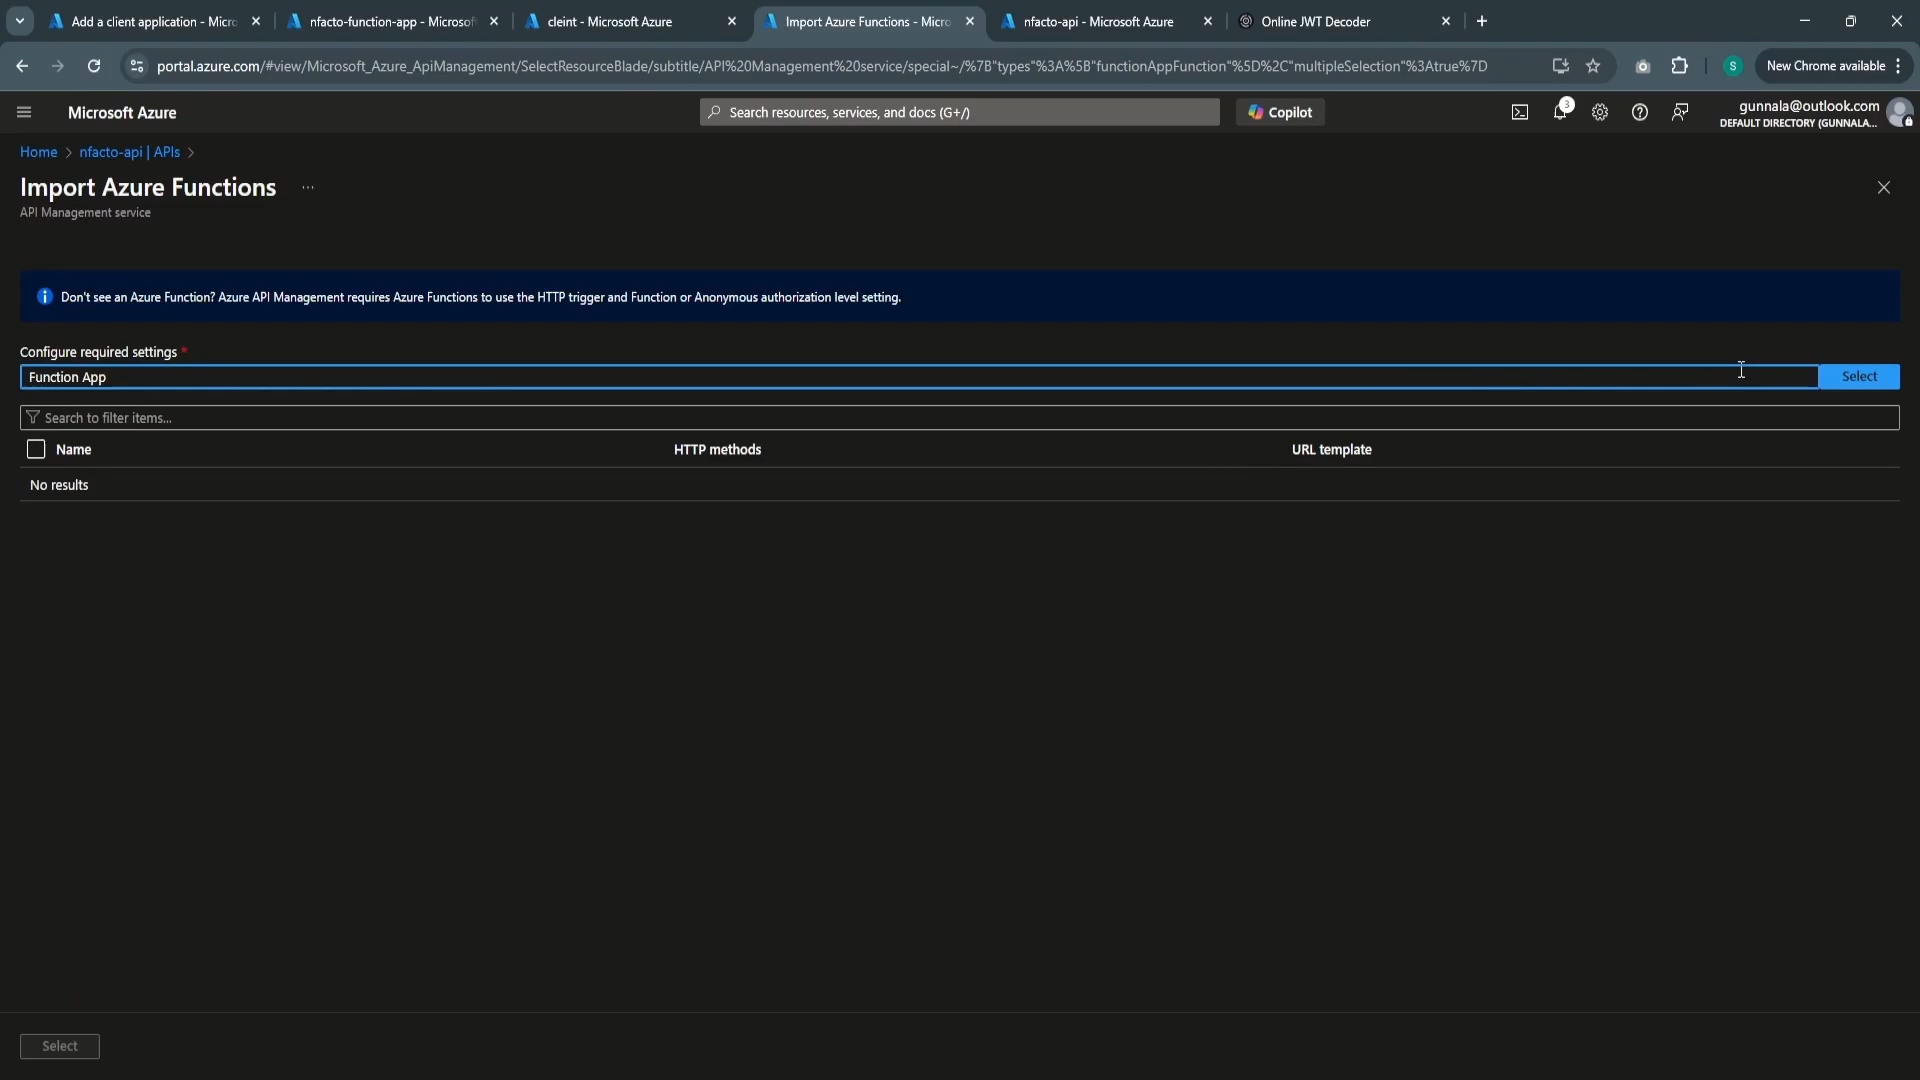 Add a client application - Micro
nfacto-function-app - Microsof
cleint - Microsoft Azure
Import Azure Functions - Micro
nfacto-api - Microsoft Azure
Online JWT Decoder
portal.azure.com/#view/Microsoft_Azure_ApiManagement/SelectResourceBlade/subtitle/API%20Management%20service/special~/%7B"types"%3A%5B"functionAppFunction"%5D%2C"multipleSelection"%3Atrue%7D
S
New Chrome available
Microsoft Azure
Search resources, services, and docs (G+/)
Copilot
3
gunnala@outlook.com
DEFAULT DIRECTORY (GUNNALA...
Home > nfacto-api | APIs >
Import Azure Functions ...
API Management service
Don't see an Azure Function? Azure API Management requires Azure Functions to use the HTTP trigger and Function or Anonymous authorization level setting.
Configure required settings *
Function App
Select
Search to filter items...
Name HTTP methods URL template
No results
Select